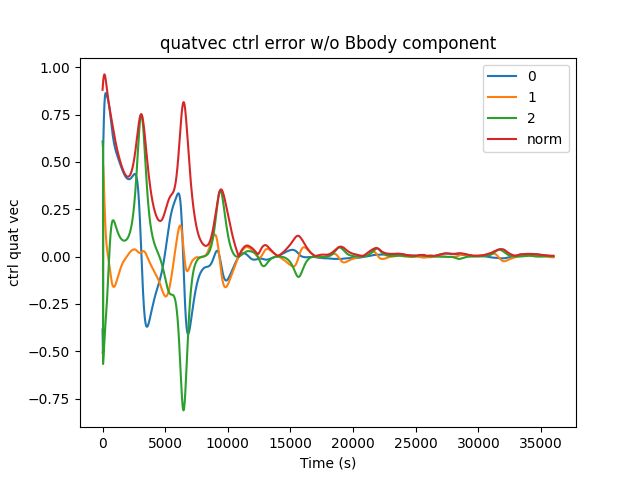 quatvec ctrl error w/o Bbody component
1.00
0.75
0.50
0.25
0.00
−0.25
−0.50
−0.75
ctrl quat vec
0
1
2
norm
0 5000 10000 15000 20000 25000 30000 35000
Time (s)